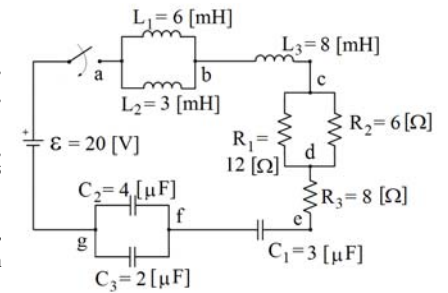 L₁=6 [mH]
a
b
L₂=3 [mH]
L₃=8 [mH]
c
+
ε = 20 [V]
R₁=
12 [Ω]
R₂=6 [Ω]
d
R₃=8 [Ω]
e
C₂=4 [μF]
f
g
C₃=2 [μF]
C₁=3 [μF]